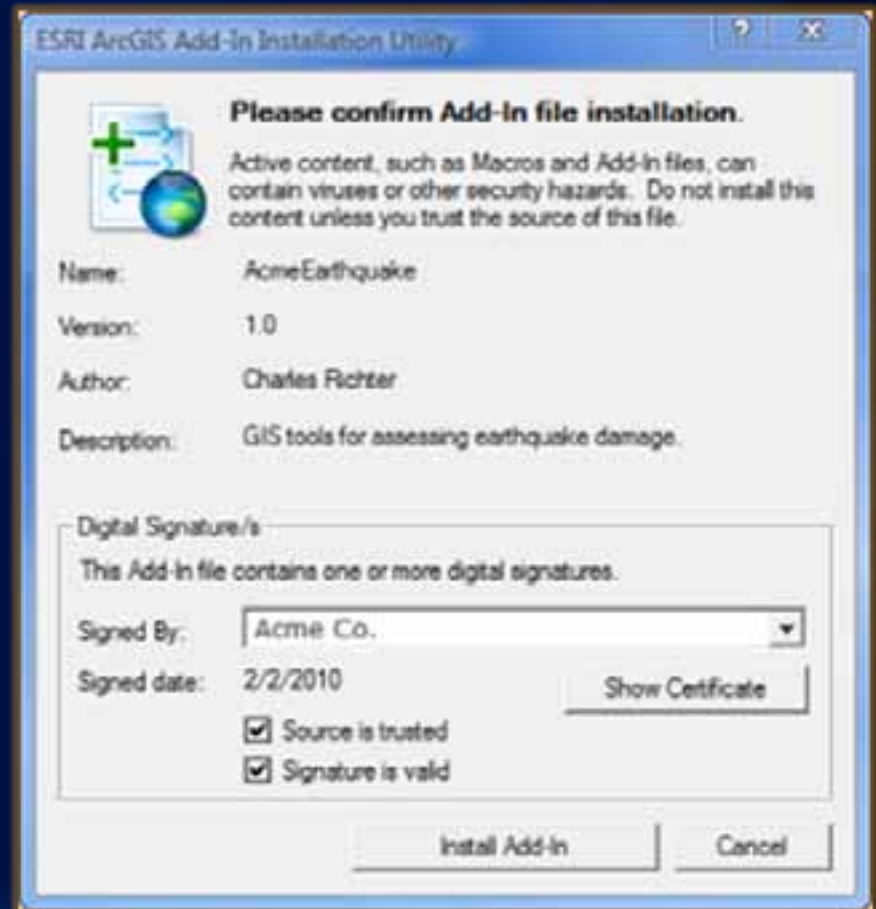 ESRI ArcGIS Add-In Installation Utility
Please confirm Add-In file installation.
Active content, such as Macros and Add-In files, can
contain viruses or other security hazards. Do not install this
content unless you trust the source of this file.
Name: AcmeEarthquake
Version: 1.0
Author: Charles Richter
Description: GIS tools for assessing earthquake damage.
Digital Signature/s
This Add-In file contains one or more digital signatures.
Signed By: Acme Co.
Signed date: 2/2/2010
Show Certificate
Source is trusted
Signature is valid
Install Add-In Cancel